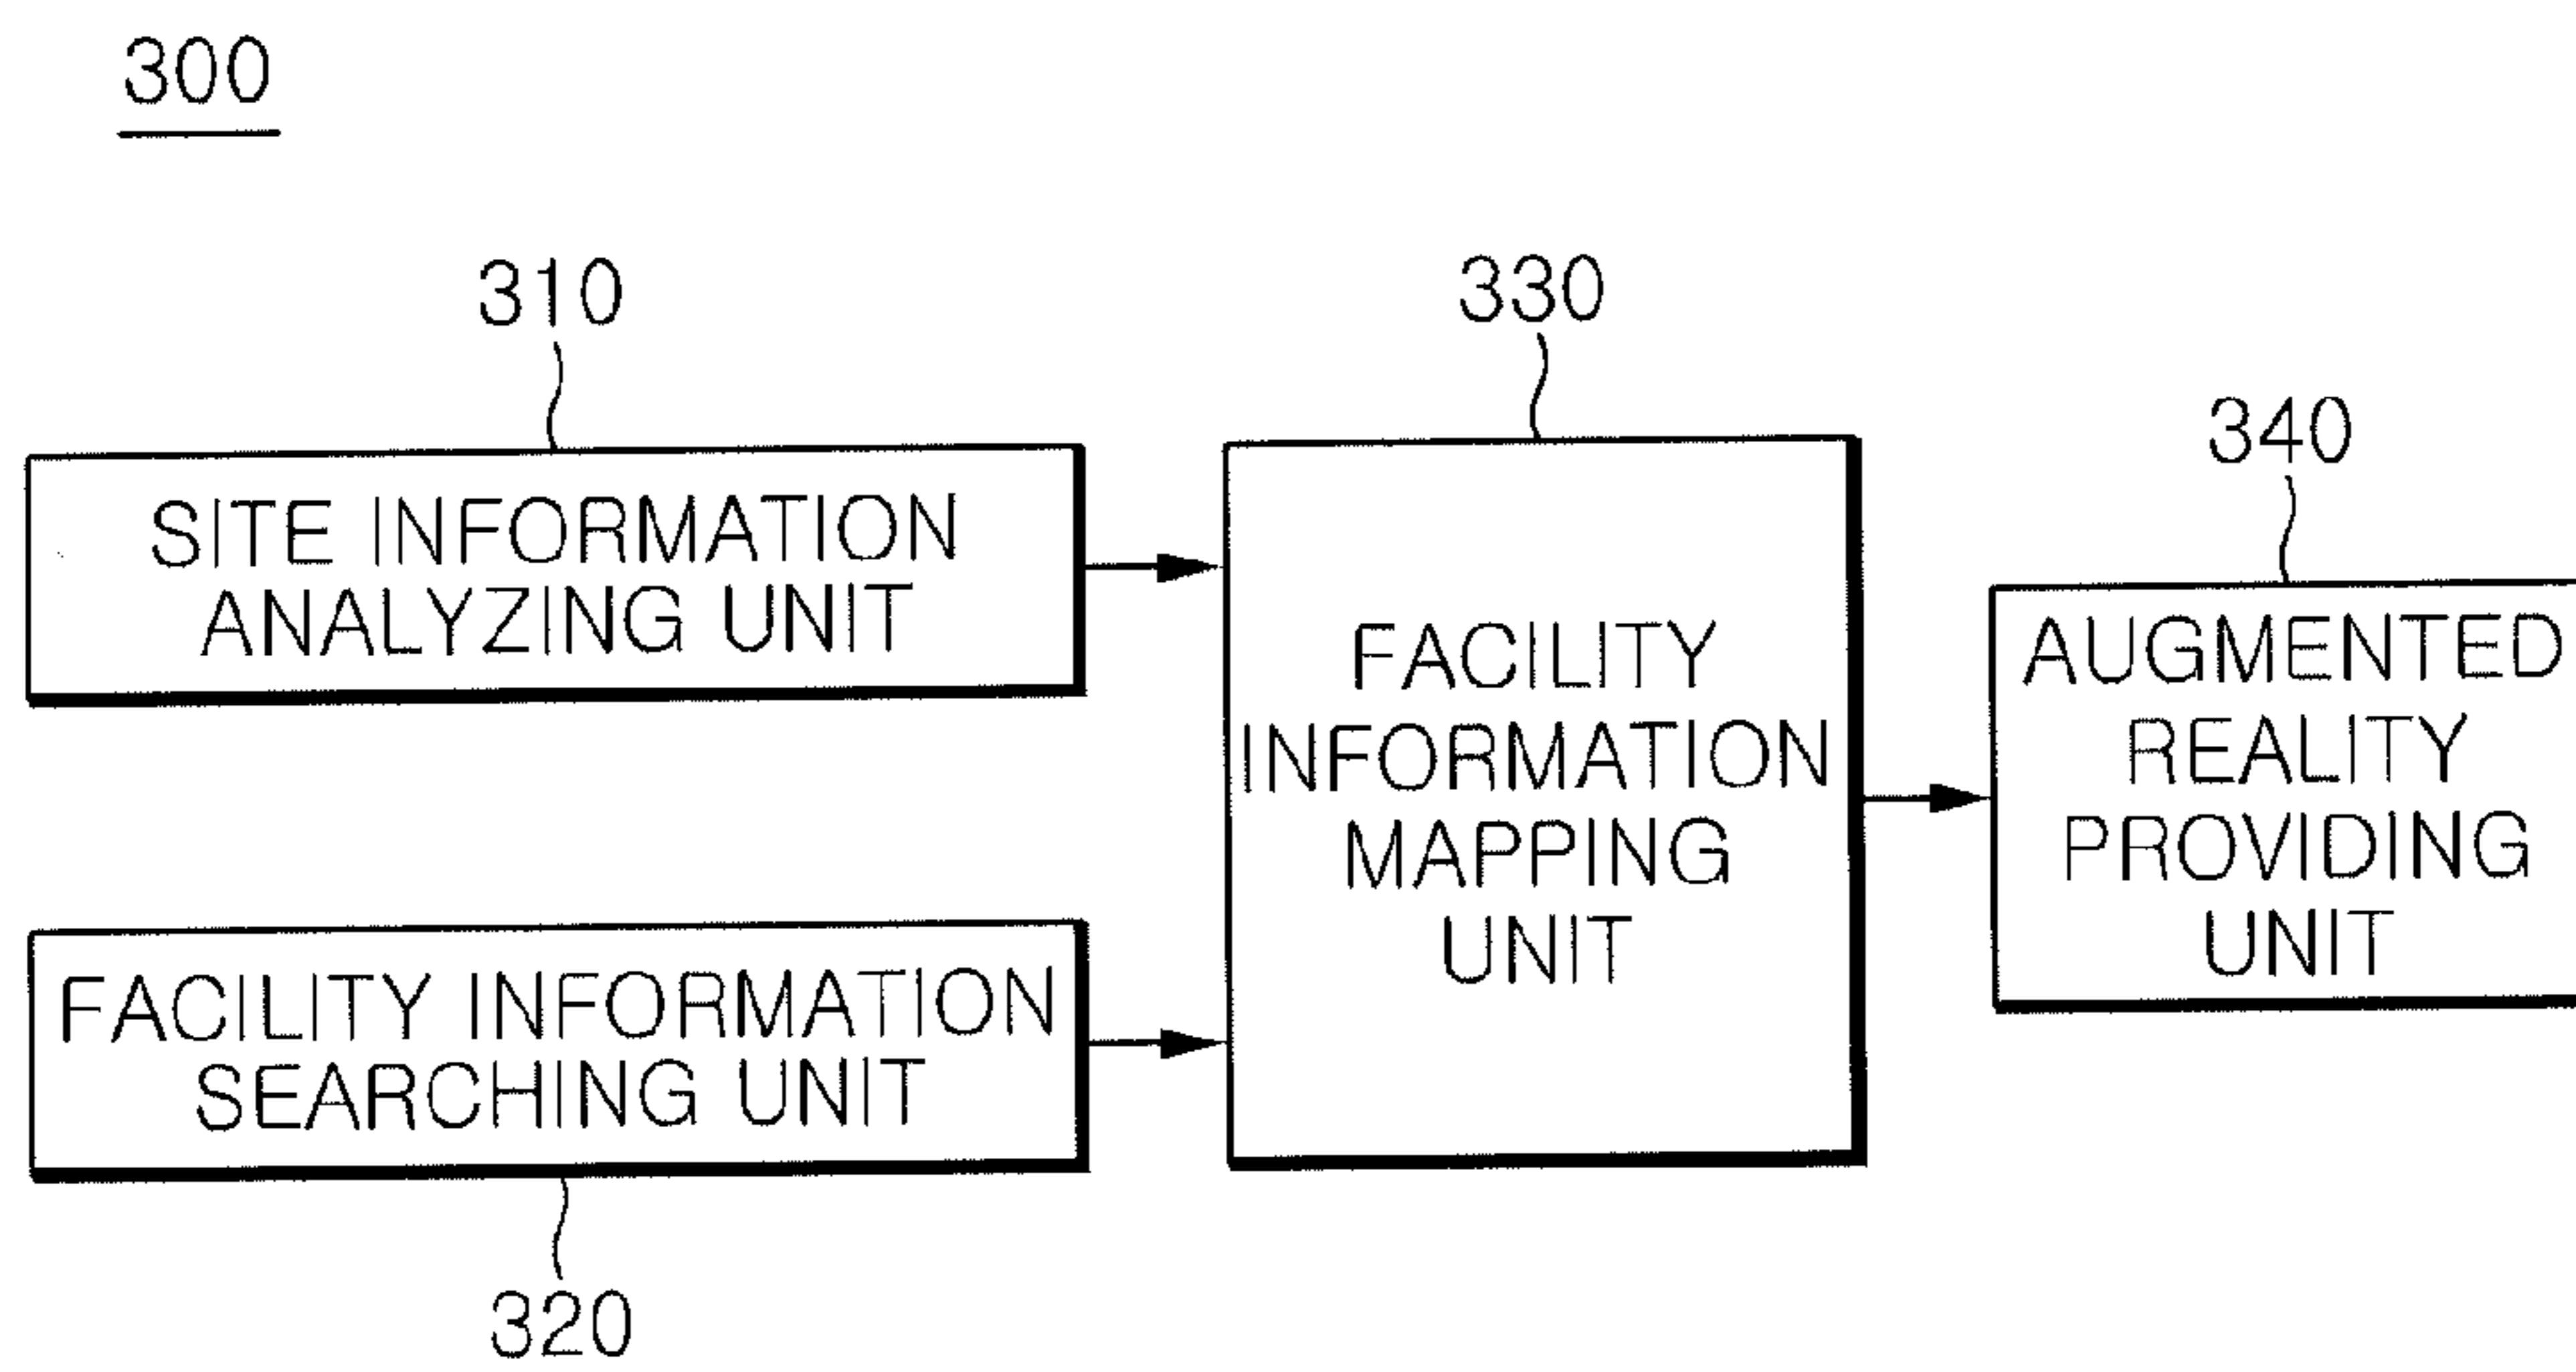 300
310
SITE INFORMATION
ANALYZING UNIT
FACILITY INFORMATION
SEARCHING UNIT
320
330
FACILITY
INFORMATION
MAPPING
UNIT
340
AUGMENTED
REALITY
PROVIDING
UNIT